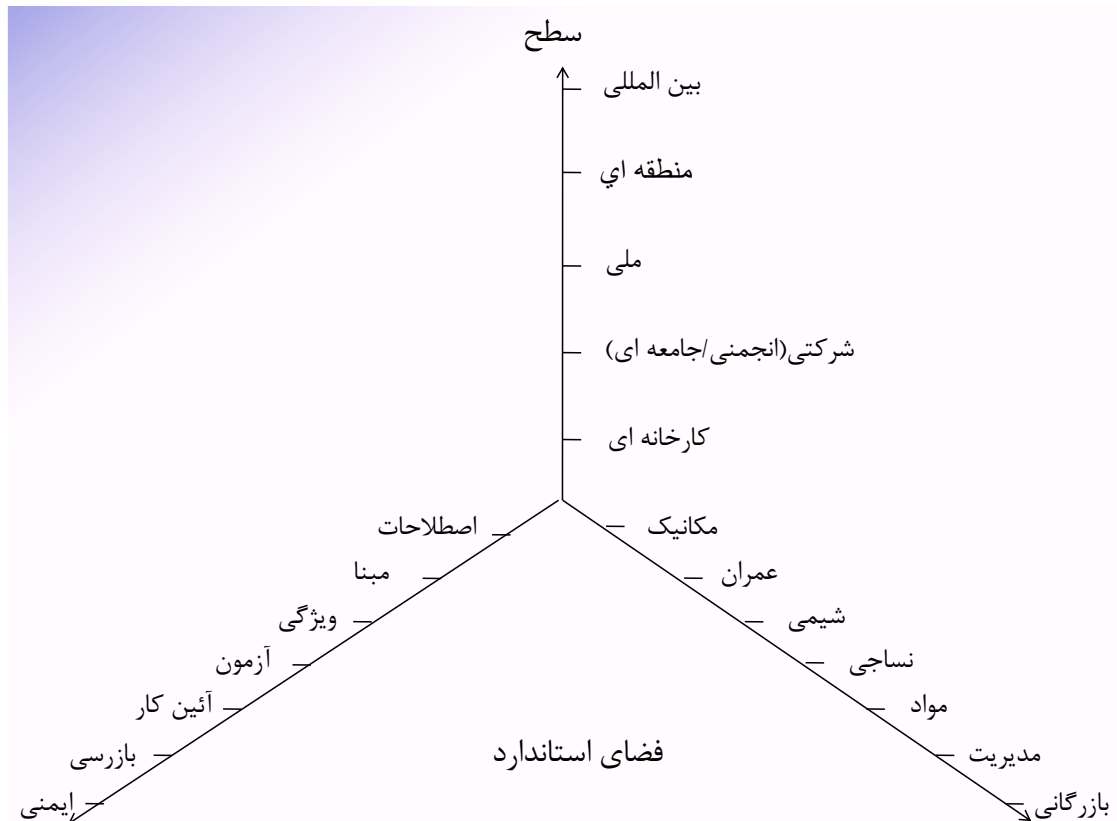 سطح
بین المللی
منطقه اي
ملی
شرکتی(انجمنی/جامعه ای)
کارخانه ای
مکانیک
عمران
شیمی
نساجی
مواد
مدیریت
بازرگانی
اصطلاحات
مبنا
ویژگی
آزمون
آئین کار
بازرسی
ایمنی
فضای استاندارد